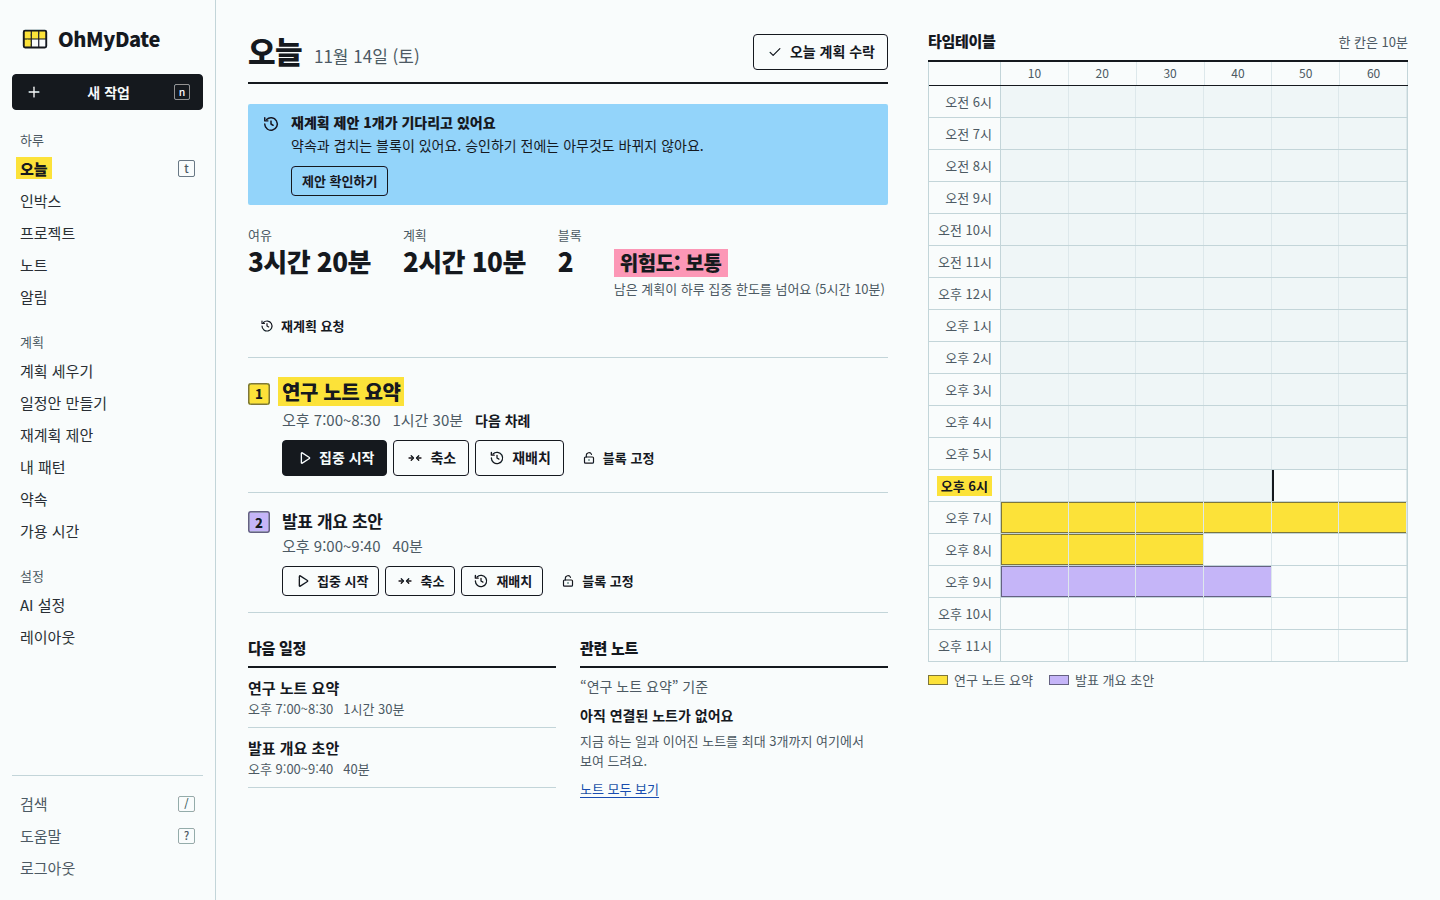 OhMyDate
새 작업 n
하루
오늘 t
인박스
프로젝트
노트
알림
계획
계획 세우기
일정안 만들기
재계획 제안
내 패턴
약속
가용 시간
설정
AI 설정
레이아웃
검색 /
도움말 ?
로그아웃
오늘 11월 14일 (토)
오늘 계획 수락
재계획 제안 1개가 기다리고 있어요
약속과 겹치는 블록이 있어요. 승인하기 전에는 아무것도 바뀌지 않아요.
제안 확인하기
여유 계획 블록
3시간 20분 2시간 10분 2 위험도: 보통
남은 계획이 하루 집중 한도를 넘어요 (5시간 10분)
재계획 요청
1 연구 노트 요약
오후 7:00~8:30 1시간 30분 다음 차례
집중 시작 축소 재배치 블록 고정
2 발표 개요 초안
오후 9:00~9:40 40분
집중 시작 축소 재배치 블록 고정
다음 일정
연구 노트 요약
오후 7:00~8:30 1시간 30분
발표 개요 초안
오후 9:00~9:40 40분
관련 노트
“연구 노트 요약” 기준
아직 연결된 노트가 없어요
지금 하는 일과 이어진 노트를 최대 3개까지 여기에서
보여 드려요.
노트 모두 보기
타임테이블 한 칸은 10분
10 20 30 40 50 60
오전 6시
오전 7시
오전 8시
오전 9시
오전 10시
오전 11시
오후 12시
오후 1시
오후 2시
오후 3시
오후 4시
오후 5시
오후 6시
오후 7시
오후 8시
오후 9시
오후 10시
오후 11시
연구 노트 요약 발표 개요 초안